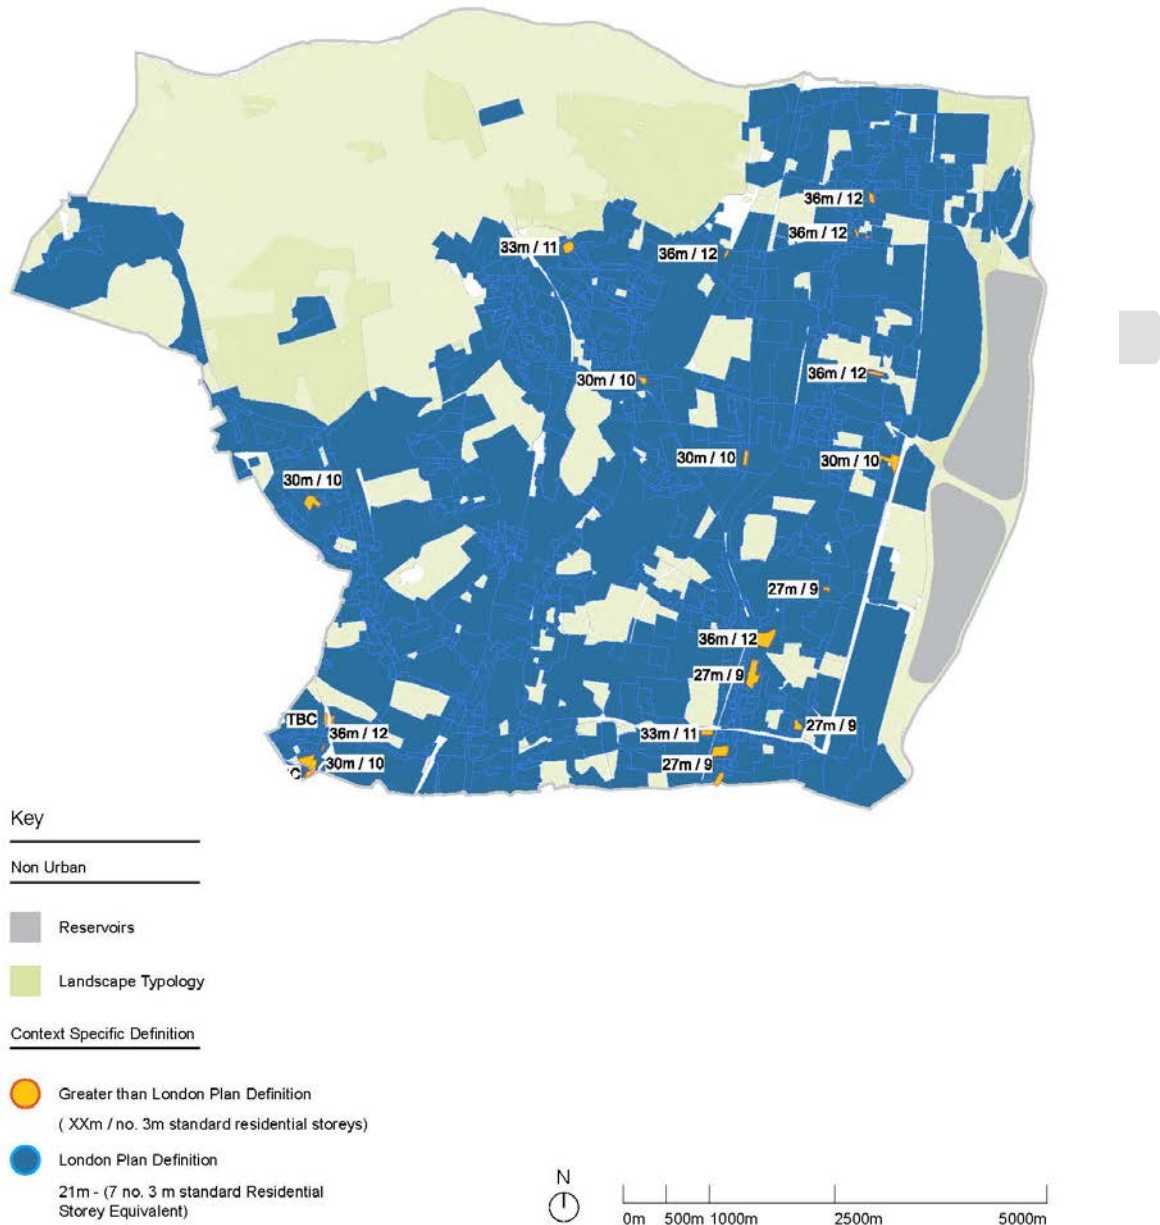 36m / 12
36m / 12
33m / 11
36m / 12
36m / 12
30m / 10
30m / 10
30m / 10
30m / 10
27m / 9
36m / 12
27m / 9
TBC
27m / 9
36m / 12
33m / 11
30m / 10
27m / 9
C
Key
Non Urban
Reservoirs
Landscape Typology
Context Specific Definition
Greater than London Plan Definition
( XXm / no. 3m standard residential storeys)
London Plan Definition
21m - (7 no. 3 m standard Residential
Storey Equivalent)
N
0m 500m 1000m 2500m 5000m